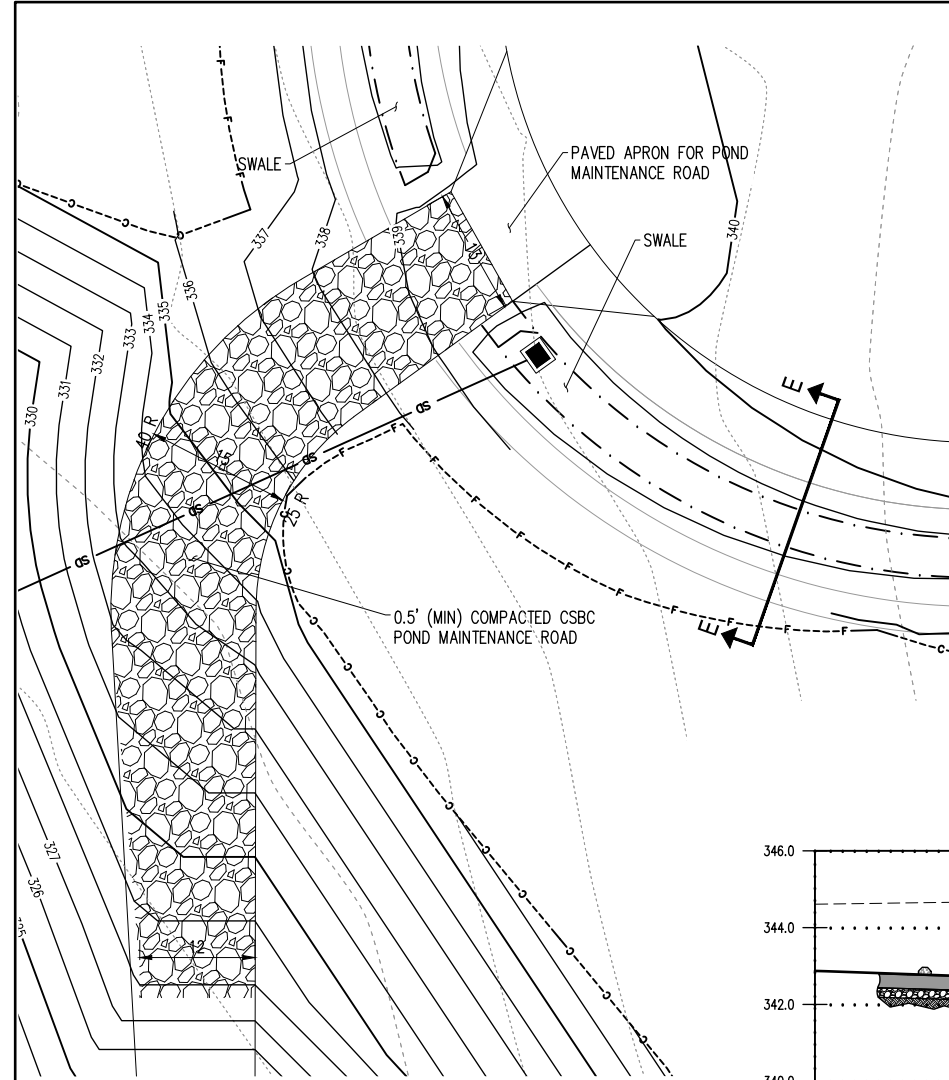 SWALE
PAVED APRON FOR POND
MAINTENANCE ROAD
SWALE
340
337
338
339
13
336
335
334
333
332
331
330
E
E
SD
SD
SD
SD
40 R
15
25 R
F
F
F
F
F
F
F
F
F
F
C
C
C
C
C
C
C
C
C
C
C
C
C
C
0.5' (MIN) COMPACTED CSBC
POND MAINTENANCE ROAD
327
326
12
346.0
344.0
342.0